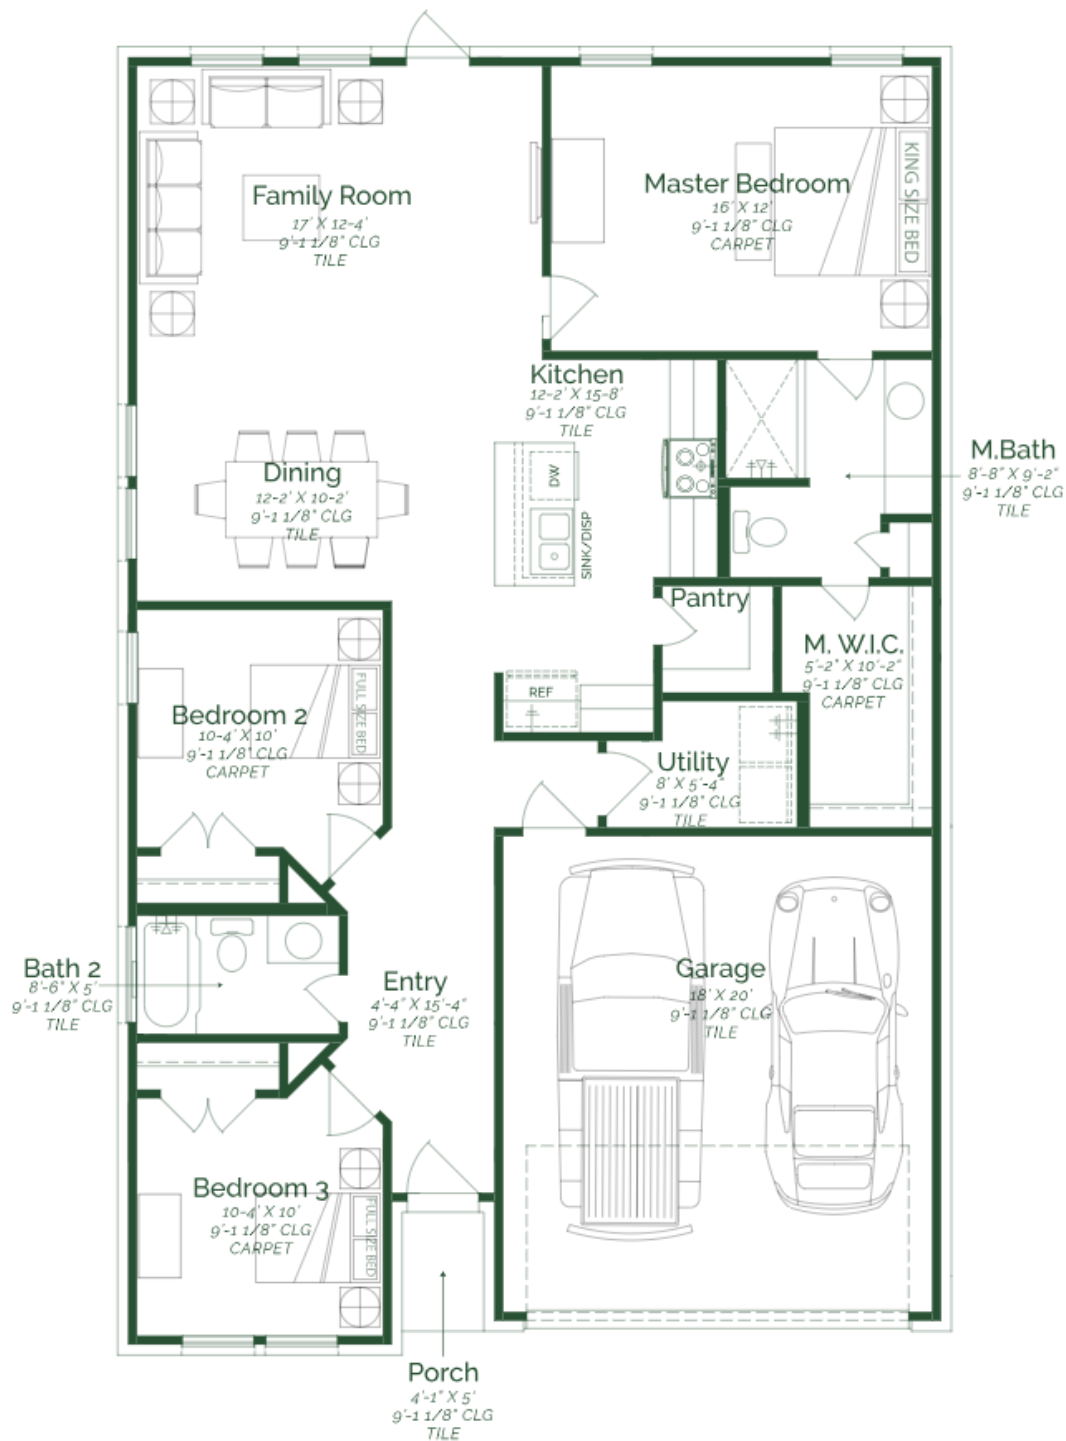 Family Room
17' X 12-4'
9'-1 1/8" CLG
TILE
Master Bedroom
16' X 12'
9'-1 1/8" CLG
CARPET
KING SIZE BED
Kitchen
12-2' X 15-8'
9'-1 1/8" CLG
TILE
DW
SINK/DISP
Dining
12-2' X 10-2'
9'-1 1/8" CLG
TILE
M.Bath
8'-8" X 9'-2"
9'-1 1/8" CLG
TILE
Pantry
M. W.I.C.
5'-2" X 10'-2"
9'-1 1/8" CLG
CARPET
REF
Bedroom 2
10-4' X 10'
9'-1 1/8" CLG
CARPET
FULL SIZE BED
Utility
8' X 5'-4"
9'-1 1/8" CLG
TILE
Bath 2
8'-6" X 5'
9'-1 1/8" CLG
TILE
Entry
4'-4" X 15'-4"
9'-1 1/8" CLG
TILE
Garage
18' X 20'
9'-1 1/8" CLG
TILE
Bedroom 3
10-4' X 10'
9'-1 1/8" CLG
CARPET
FULL SIZE BED
Porch
4'-1" X 5'
9'-1 1/8" CLG
TILE